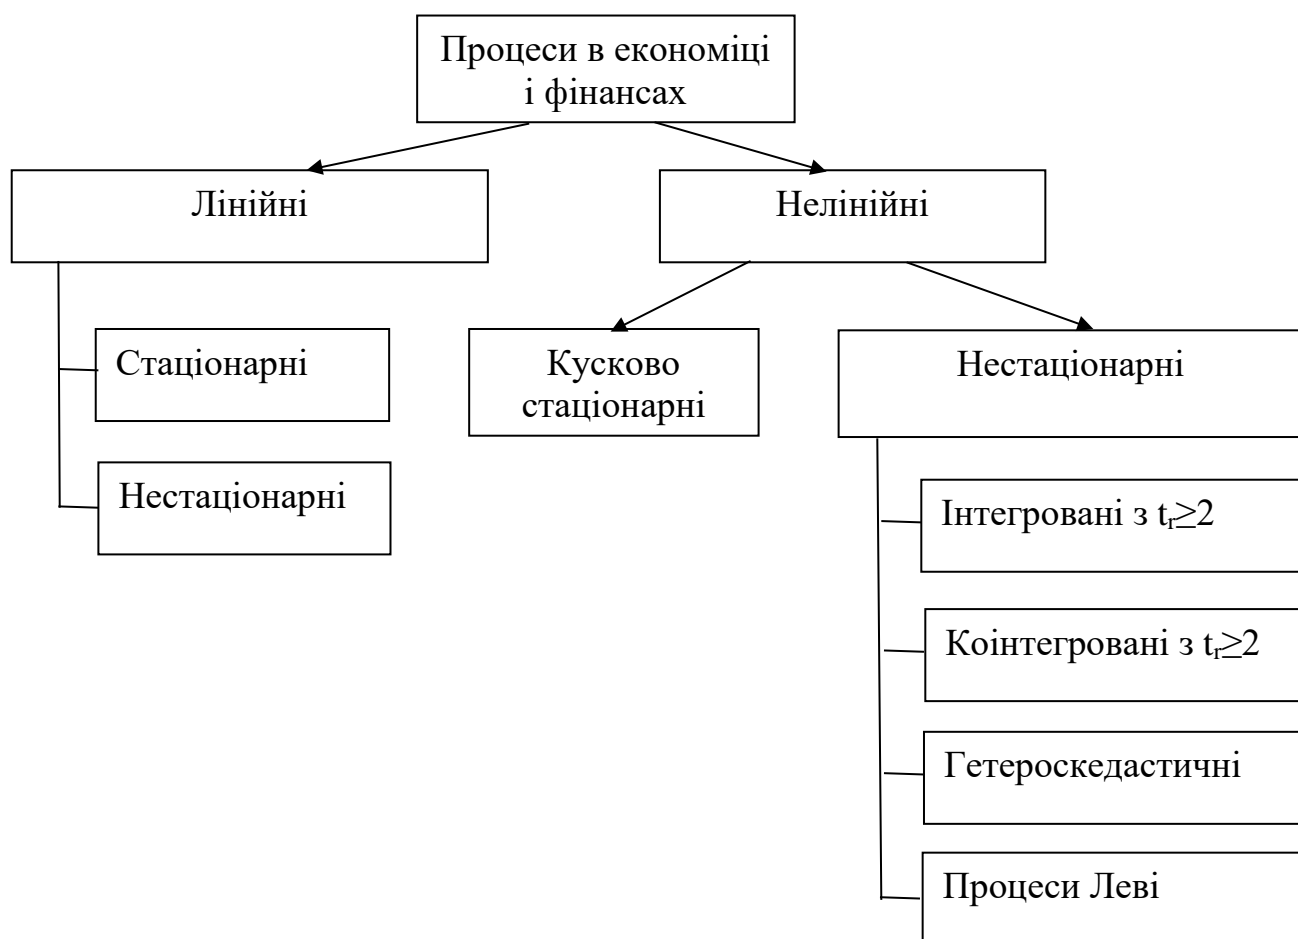 Процеси в економіці
і фінансах
Лінійні
Нелінійні
Стаціонарні
Нестаціонарні
Кусково
стаціонарні
Нестаціонарні
Інтегровані з tᵣ≥2
Коінтегровані з tᵣ≥2
Гетероскедастичні
Процеси Леві